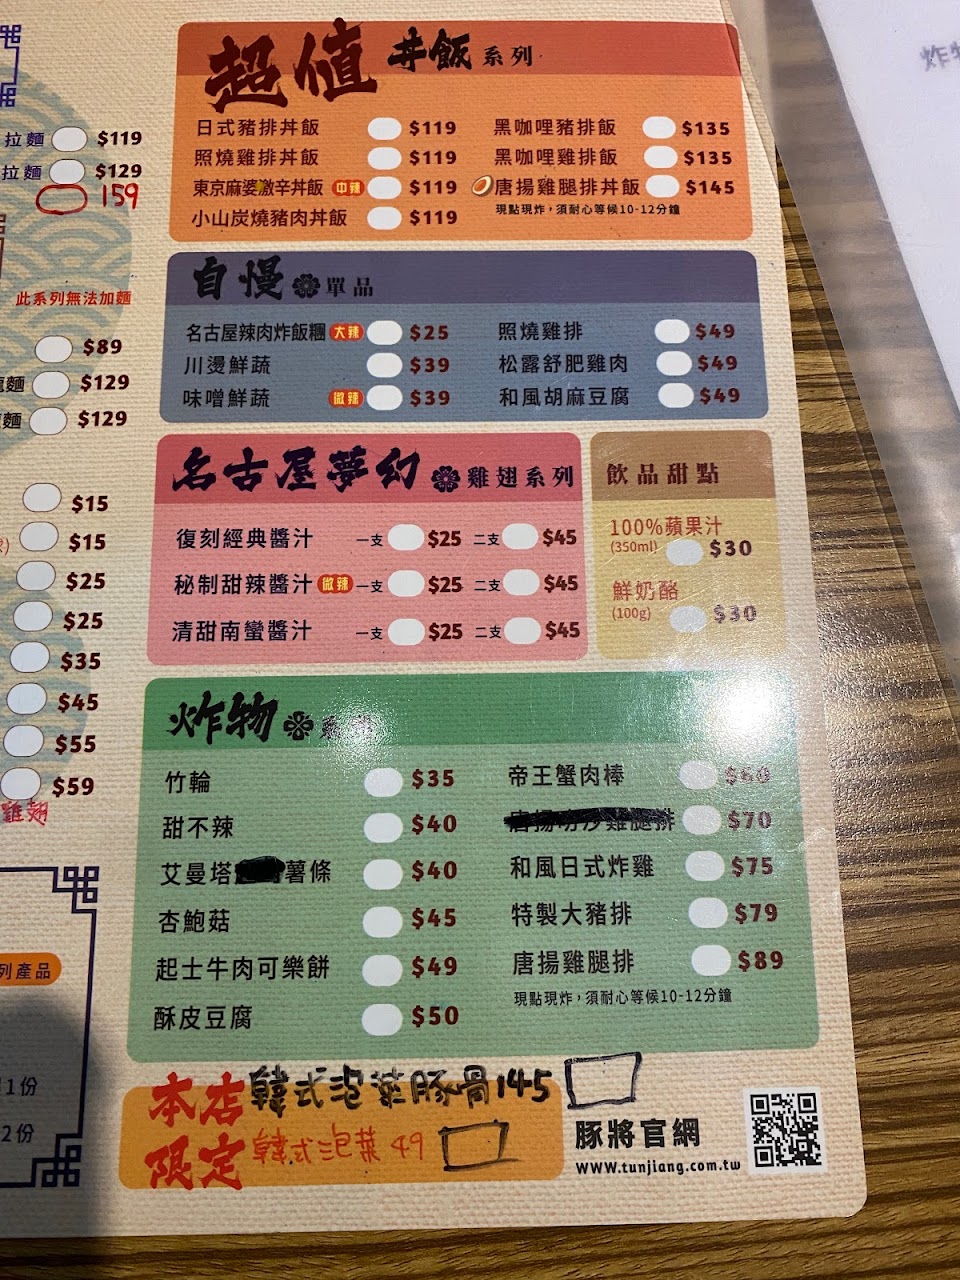 拉麵 $119
拉麵 $129
159
此系列無法加麵
$89
麵 $129
麵 $129
$15
$15
$25
$25
$35
$45
$55
$59
雞翅
列產品
1份
2份
超值 丼飯 系列
日式豬排丼飯 $119
照燒雞排丼飯 $119
東京麻婆激辛丼飯 中辣 $119
小山炭燒豬肉丼飯 $119
黑咖哩豬排飯 $135
黑咖哩雞排飯 $135
唐揚雞腿排丼飯 $145
現點現炸,須耐心等候10-12分鐘
自慢 單品
名古屋辣肉炸飯糰 大辣 $25
川燙鮮蔬 $39
味噌鮮蔬 微辣 $39
照燒雞排 $49
松露舒肥雞肉 $49
和風胡麻豆腐 $49
名古屋夢幻 雞翅系列
復刻經典醬汁 一支 $25 二支 $45
秘制甜辣醬汁 微辣 一支 $25 二支 $45
清甜南蠻醬汁 一支 $25 二支 $45
飲品甜點
100%蘋果汁
(350ml) $30
鮮奶酪
(100g) $30
炸物 系列
竹輪 $35
甜不辣 $40
艾曼塔 薯條 $40
杏鮑菇 $45
起士牛肉可樂餅 $49
酥皮豆腐 $50
帝王蟹肉棒 $60
$70
和風日式炸雞 $75
特製大豬排 $79
唐揚雞腿排 $89
現點現炸,須耐心等候10-12分鐘
本店 韓式泡菜豚骨145
限定 韓式泡菜 49
豚將官網
www.tunjiang.com.tw
炸物